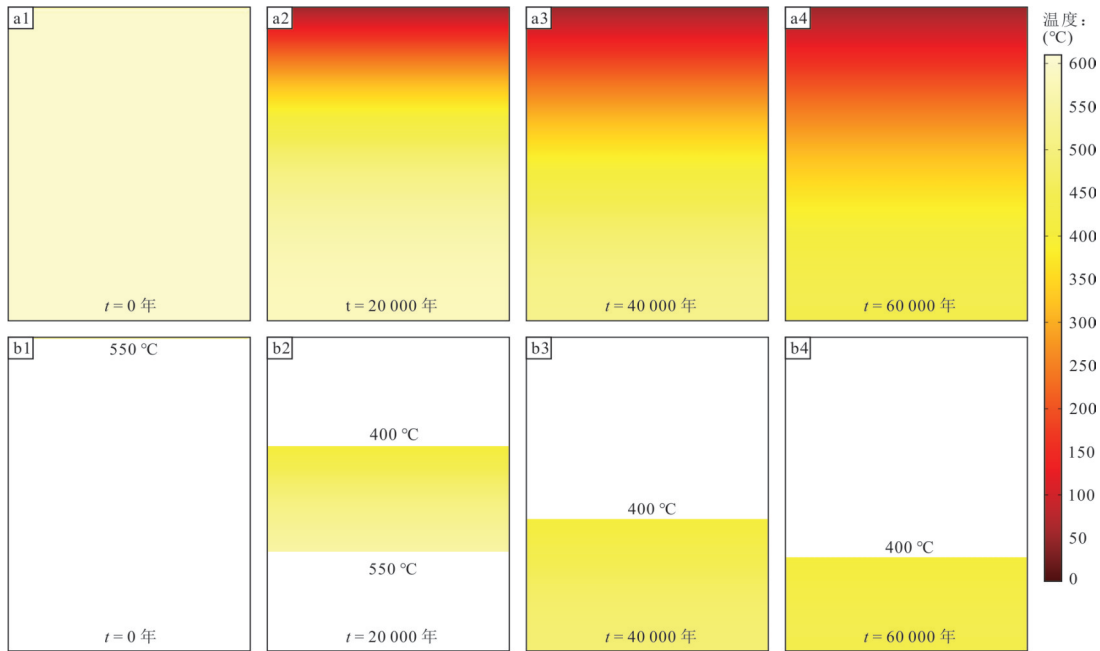 a1
a2
a3
a4
温度：
(℃)
600
550
500
450
400
350
300
250
200
150
100
50
0
t = 0 年
t = 20 000 年
t = 40 000 年
t = 60 000 年
b1
b2
b3
b4
550 ℃
400 ℃
550 ℃
400 ℃
400 ℃
t = 0 年
t = 20 000 年
t = 40 000 年
t = 60 000 年